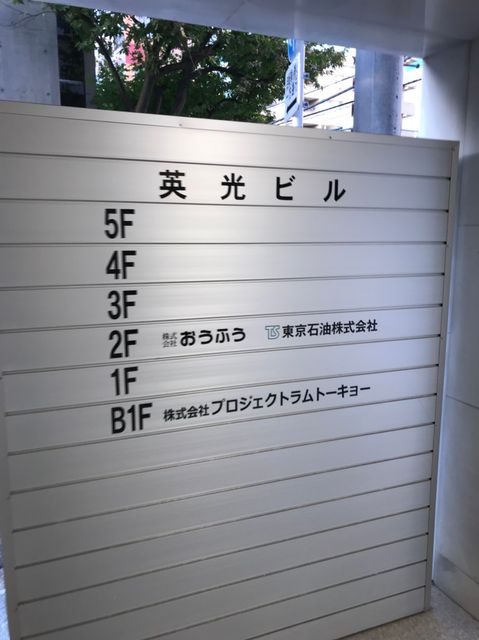 英光ビル
5F
4F
3F
2F 株式会社おうふう TS 東京石油株式会社
1F
B1F 株式会社プロジェクトラムトーキョー